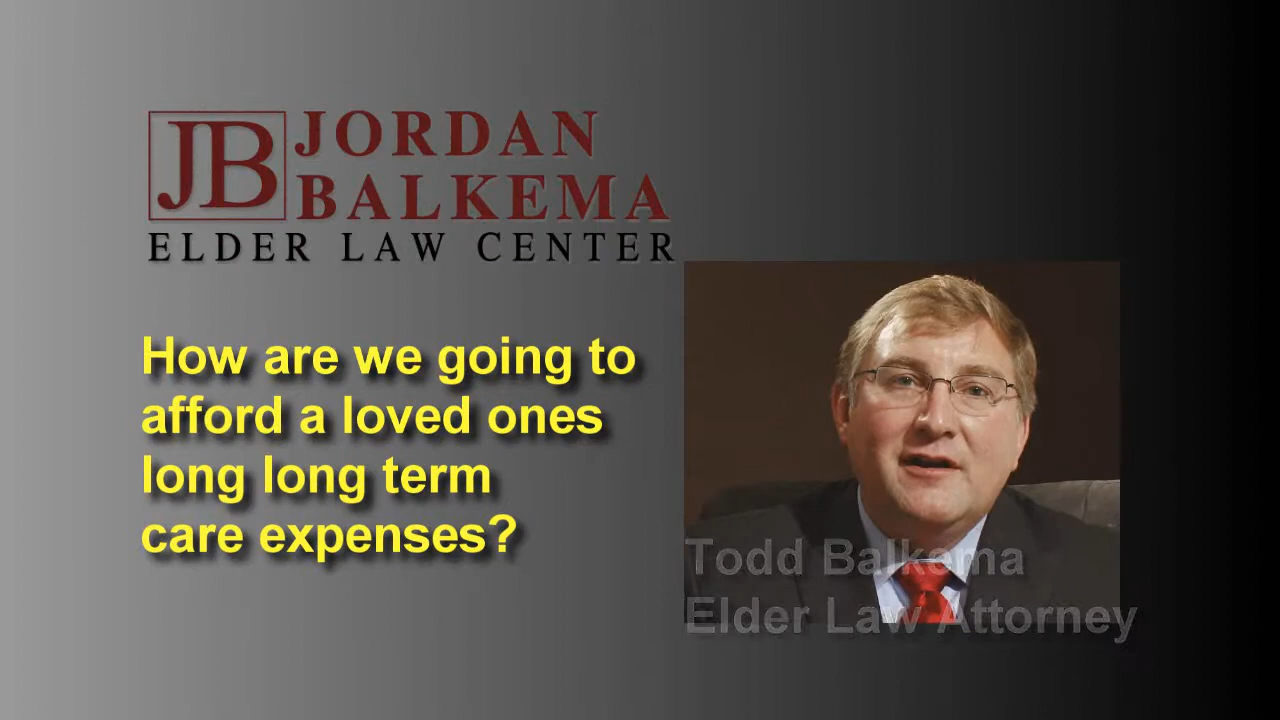 JB JORDAN
BALKEMA
ELDER LAW CENTER
How are we going to
afford a loved ones
long long term
care expenses?
Todd Balkema
Elder Law Attorney